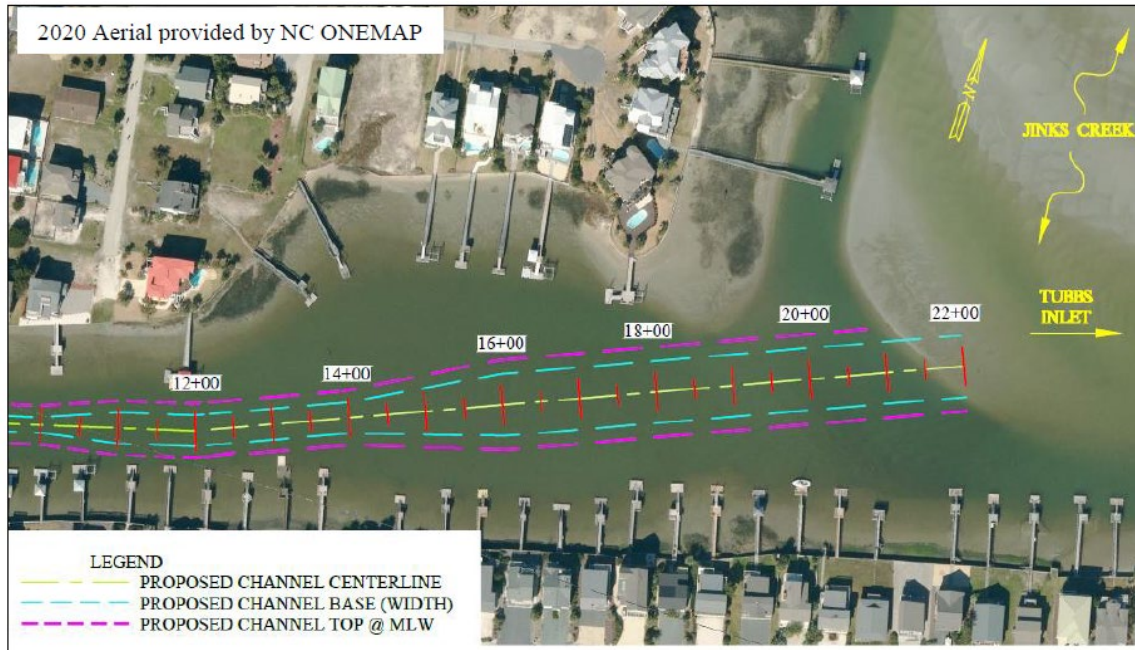 2020 Aerial provided by NC ONEMAP
N
JINKS CREEK
TUBBS
INLET
12+00
14+00
16+00
18+00
20+00
22+00
LEGEND
PROPOSED CHANNEL CENTERLINE
PROPOSED CHANNEL BASE (WIDTH)
PROPOSED CHANNEL TOP @ MLW